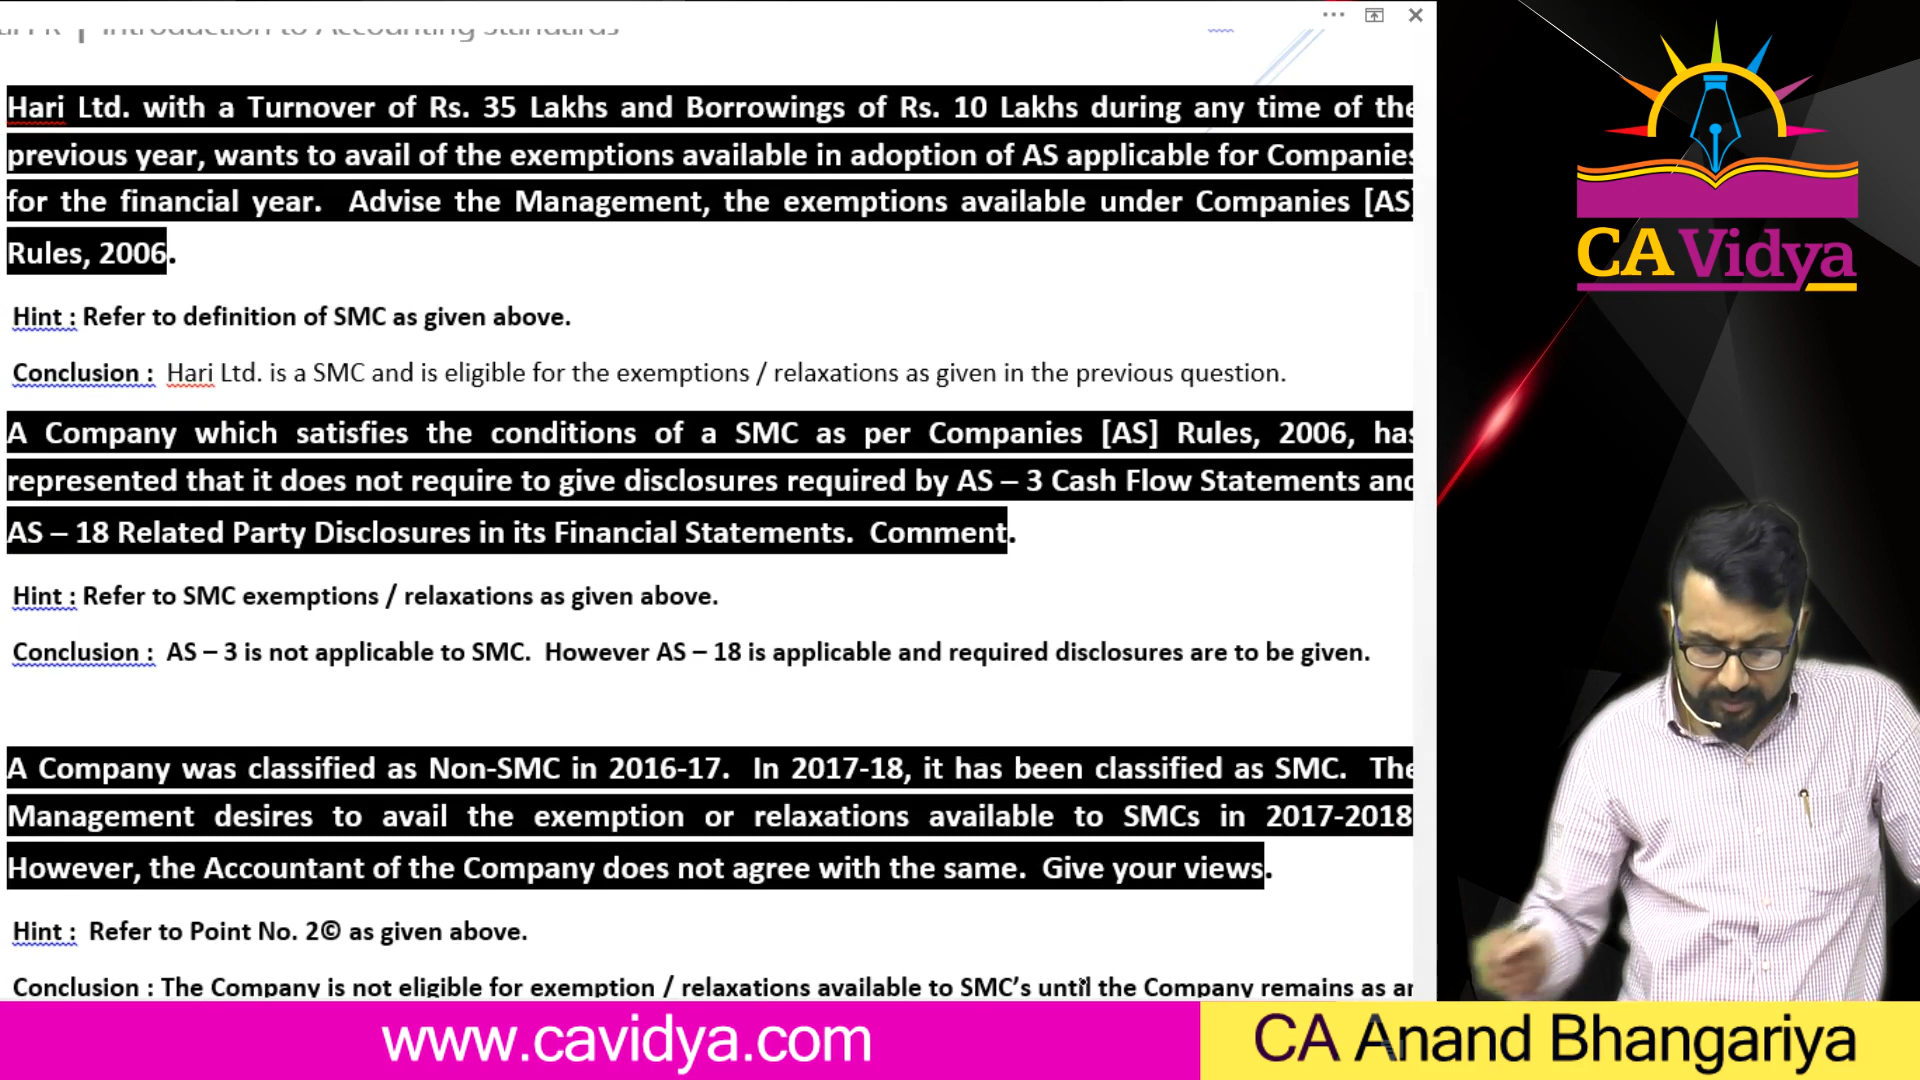 Introduction to Accounting Standards
Hari Ltd. with a Turnover of Rs. 35 Lakhs and Borrowings of Rs. 10 Lakhs during any time of the
previous year, wants to avail of the exemptions available in adoption of AS applicable for Companies
for the financial year. Advise the Management, the exemptions available under Companies [AS]
Rules, 2006.
Hint : Refer to definition of SMC as given above.
Conclusion : Hari Ltd. is a SMC and is eligible for the exemptions / relaxations as given in the previous question.
A Company which satisfies the conditions of a SMC as per Companies [AS] Rules, 2006, has
represented that it does not require to give disclosures required by AS – 3 Cash Flow Statements and
AS – 18 Related Party Disclosures in its Financial Statements. Comment.
Hint : Refer to SMC exemptions / relaxations as given above.
Conclusion : AS – 3 is not applicable to SMC. However AS – 18 is applicable and required disclosures are to be given.
A Company was classified as Non-SMC in 2016-17. In 2017-18, it has been classified as SMC. The
Management desires to avail the exemption or relaxations available to SMCs in 2017-2018
However, the Accountant of the Company does not agree with the same. Give your views.
Hint : Refer to Point No. 2© as given above.
Conclusion : The Company is not eligible for exemption / relaxations available to SMC’s until the Company remains as
CA Vidya
www.cavidya.com
CA Anand Bhangariya